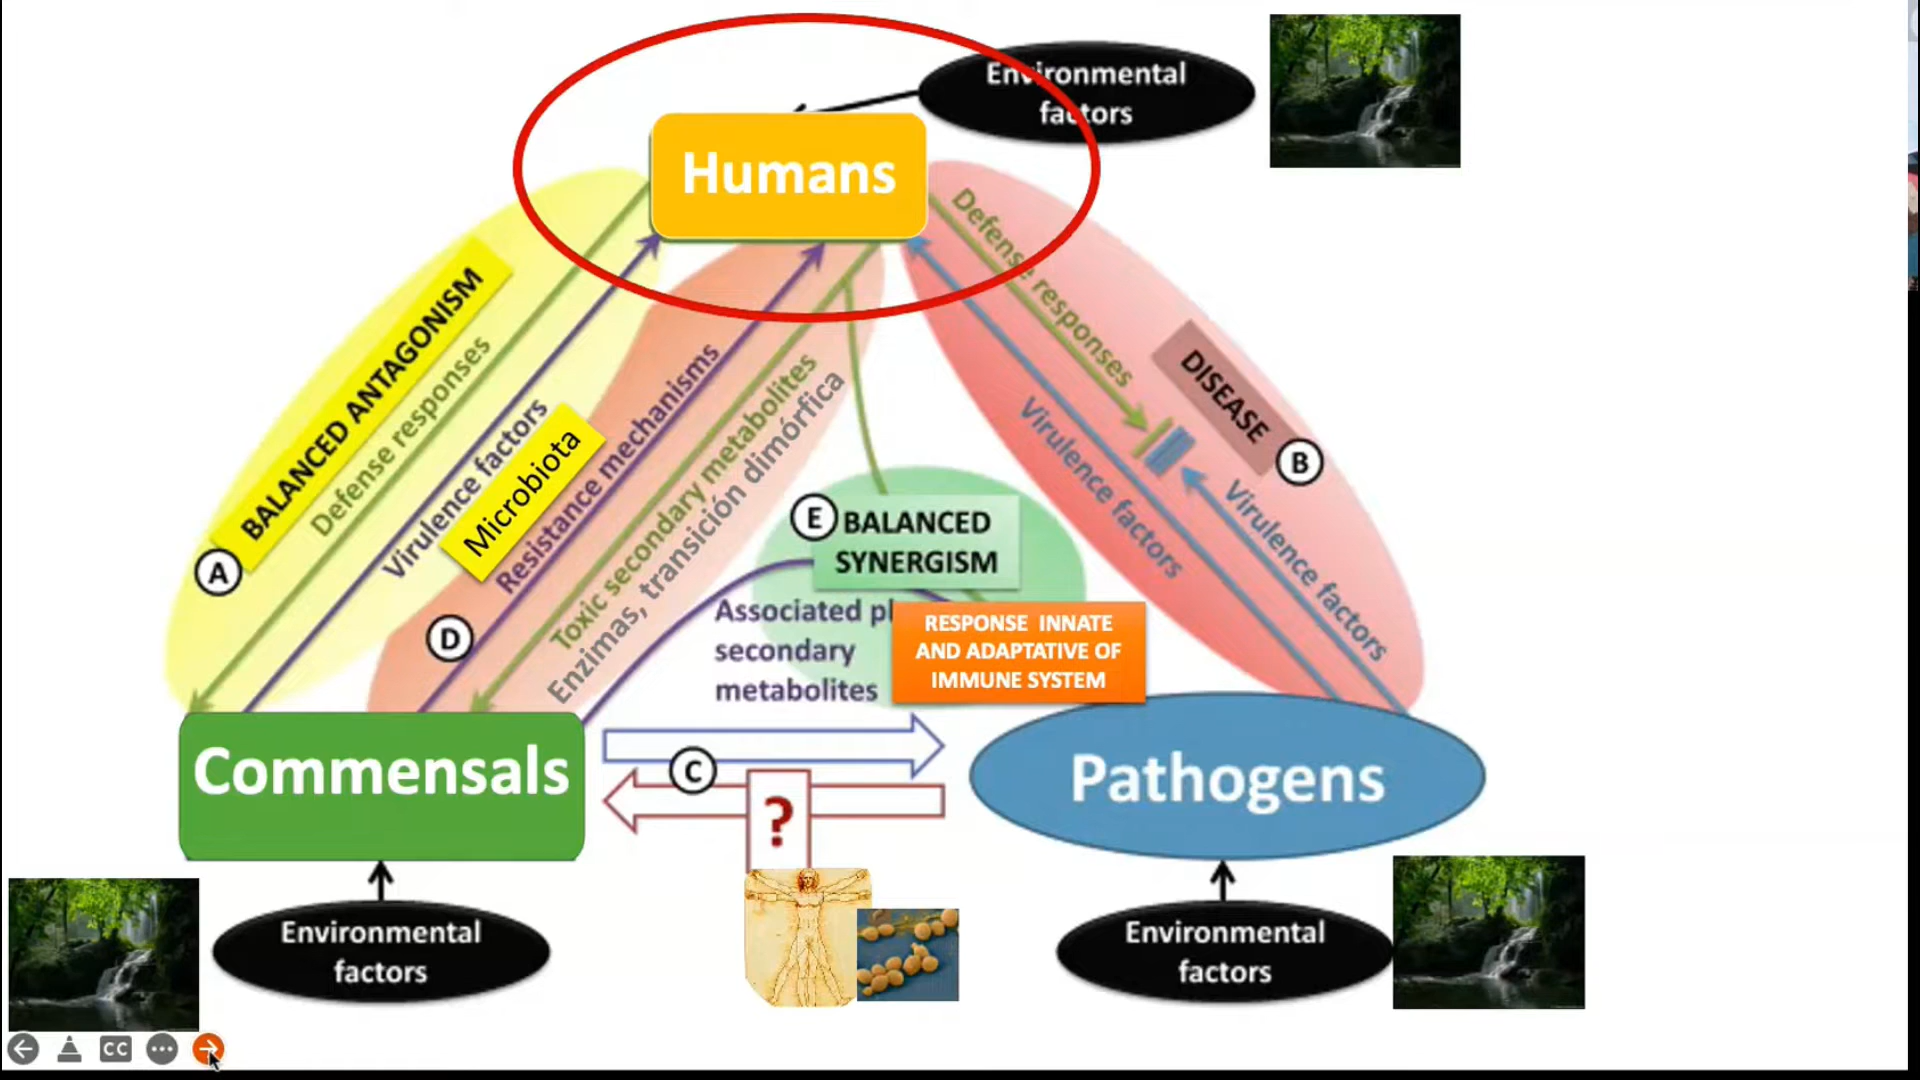 Environmental
factors
Humans
Defense responses
BALANCED ANTAGONISM
Defense responses
Virulence factors
Microbiota
Resistance mechanisms
Toxic secondary metabolites
Enzimas, transición dimórfica
DISEASE
B
Virulence factors
Virulence factors
A
D
E
BALANCED
SYNERGISM
Associated
secondary
metabolites
RESPONSE INNATE
AND ADAPTATIVE OF
IMMUNE SYSTEM
Commensals
C
?
Pathogens
Environmental
factors
Environmental
factors
CC